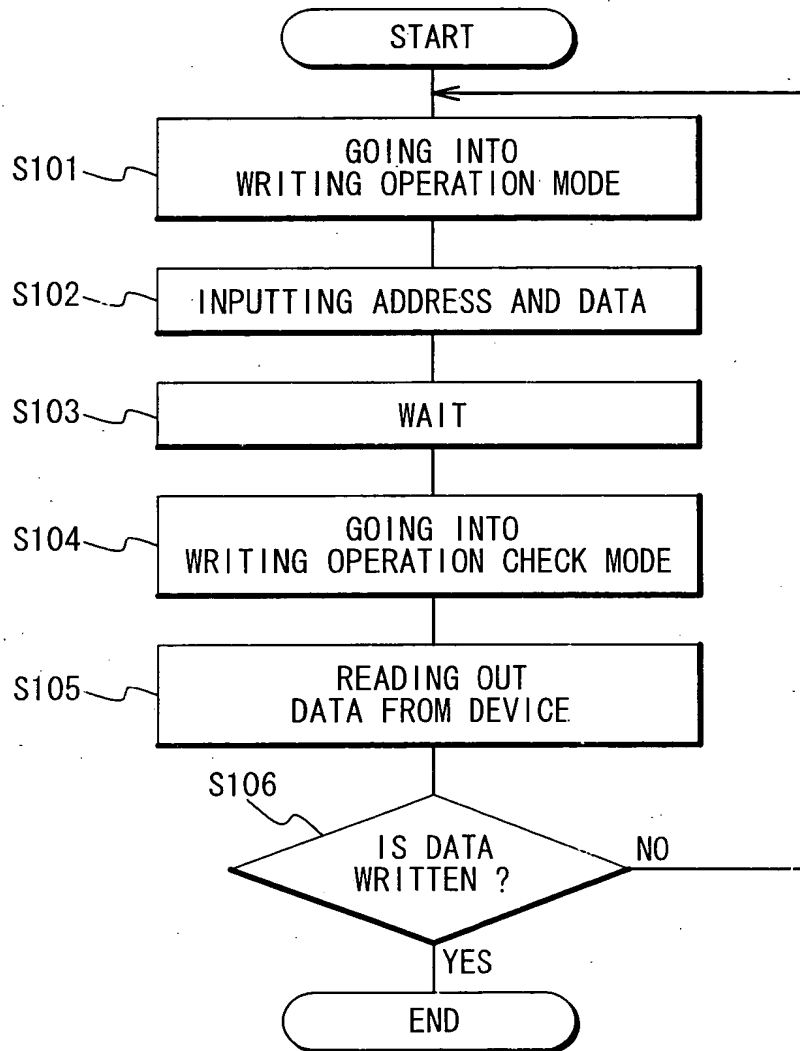 START
S101
GOING INTO
WRITING OPERATION MODE
S102
INPUTTING ADDRESS AND DATA
S103
WAIT
S104
GOING INTO
WRITING OPERATION CHECK MODE
S105
READING OUT
DATA FROM DEVICE
S106
IS DATA
WRITTEN ?
NO
YES
END